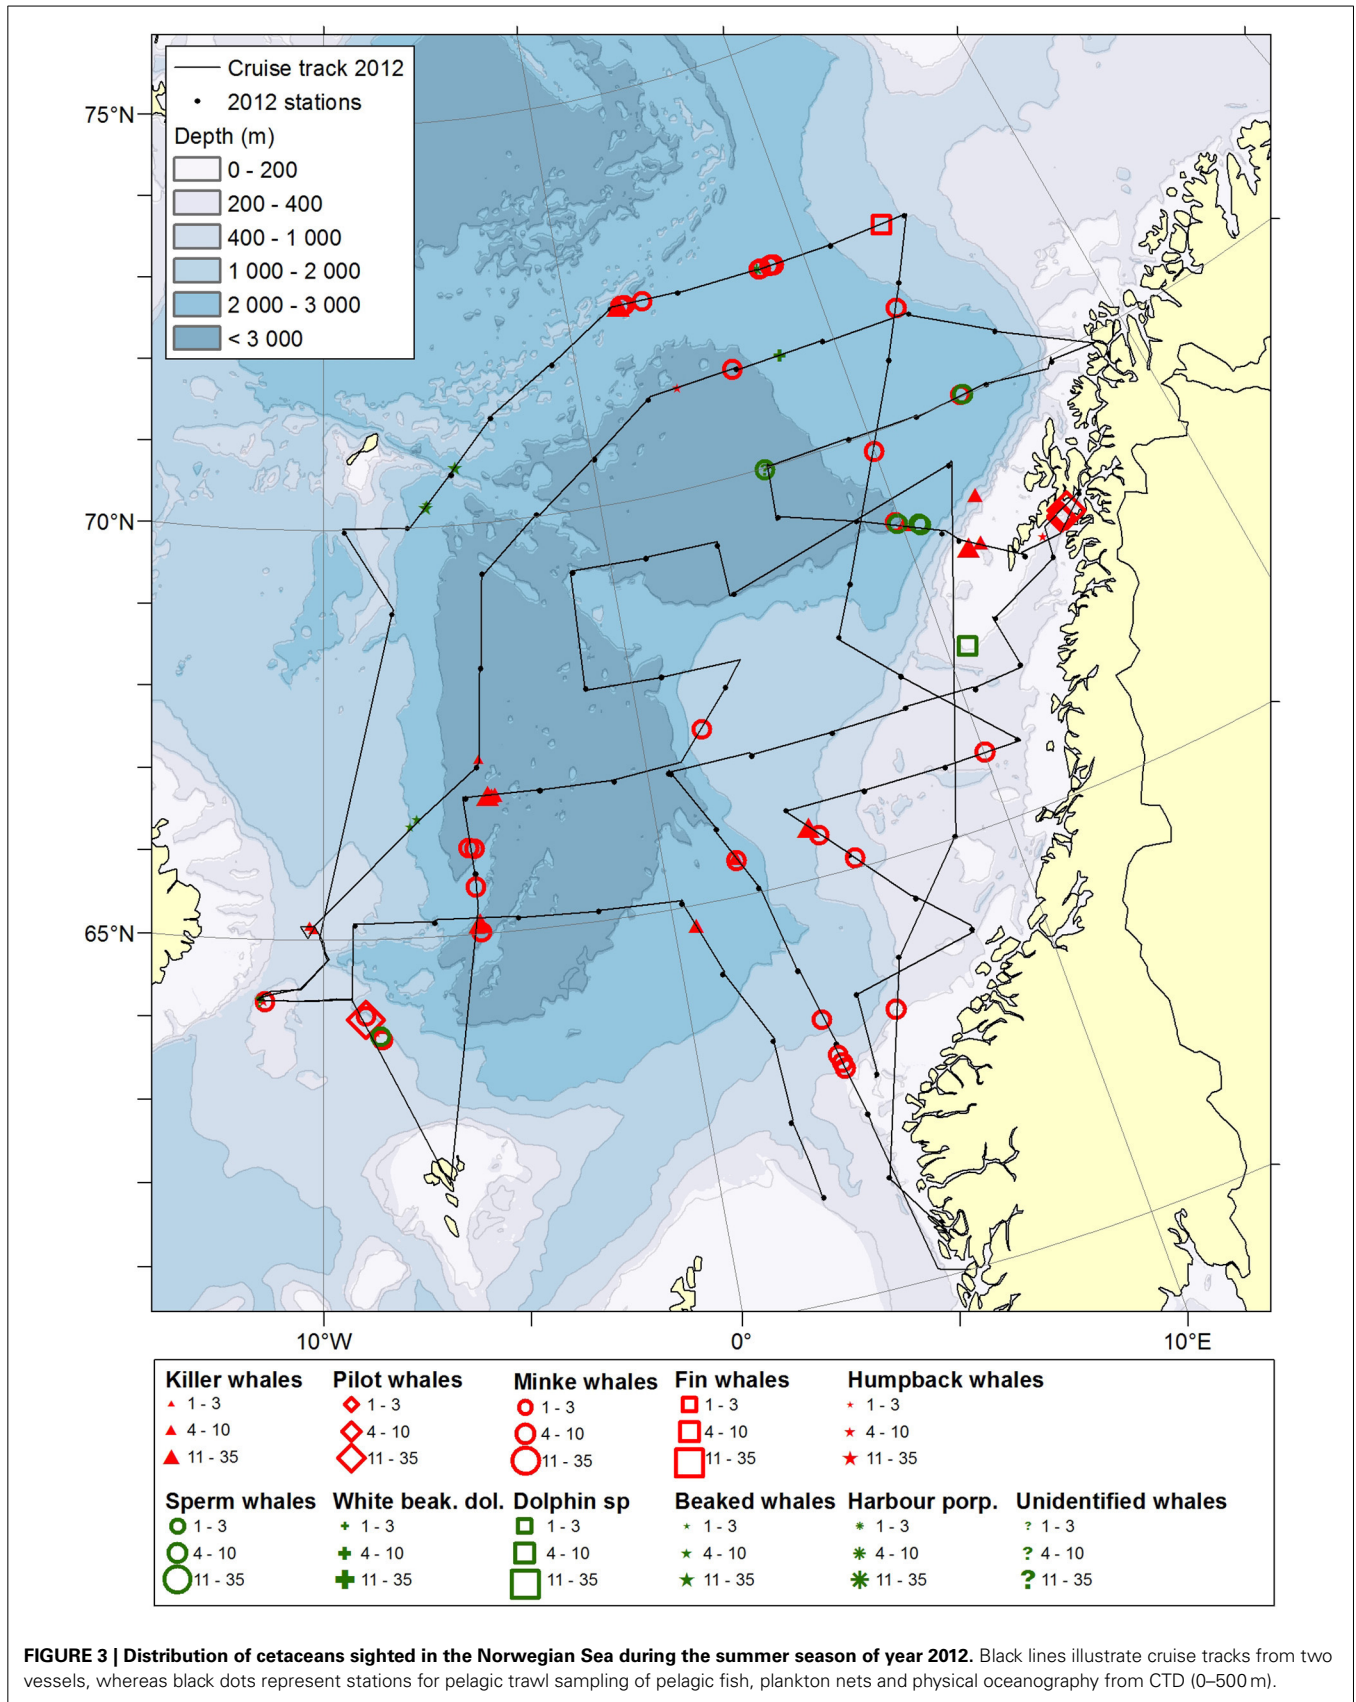 Cruise track 2012
2012 stations
Depth (m)
0 - 200
200 - 400
400 - 1 000
1 000 - 2 000
2 000 - 3 000
< 3 000
75°N
70°N
65°N
10°W
0°
10°E
Killer whales
1 - 3
4 - 10
11 - 35
Pilot whales
1 - 3
4 - 10
11 - 35
Minke whales
1 - 3
4 - 10
11 - 35
Fin whales
1 - 3
4 - 10
11 - 35
Humpback whales
1 - 3
4 - 10
11 - 35
Sperm whales
1 - 3
4 - 10
11 - 35
White beak. dol.
1 - 3
4 - 10
11 - 35
Dolphin sp
1 - 3
4 - 10
11 - 35
Beaked whales
1 - 3
4 - 10
11 - 35
Harbour porp.
1 - 3
4 - 10
11 - 35
Unidentified whales
? 1 - 3
? 4 - 10
? 11 - 35
FIGURE 3 | Distribution of cetaceans sighted in the Norwegian Sea during the summer season of year 2012. Black lines illustrate cruise tracks from two
vessels, whereas black dots represent stations for pelagic trawl sampling of pelagic fish, plankton nets and physical oceanography from CTD (0–500 m).